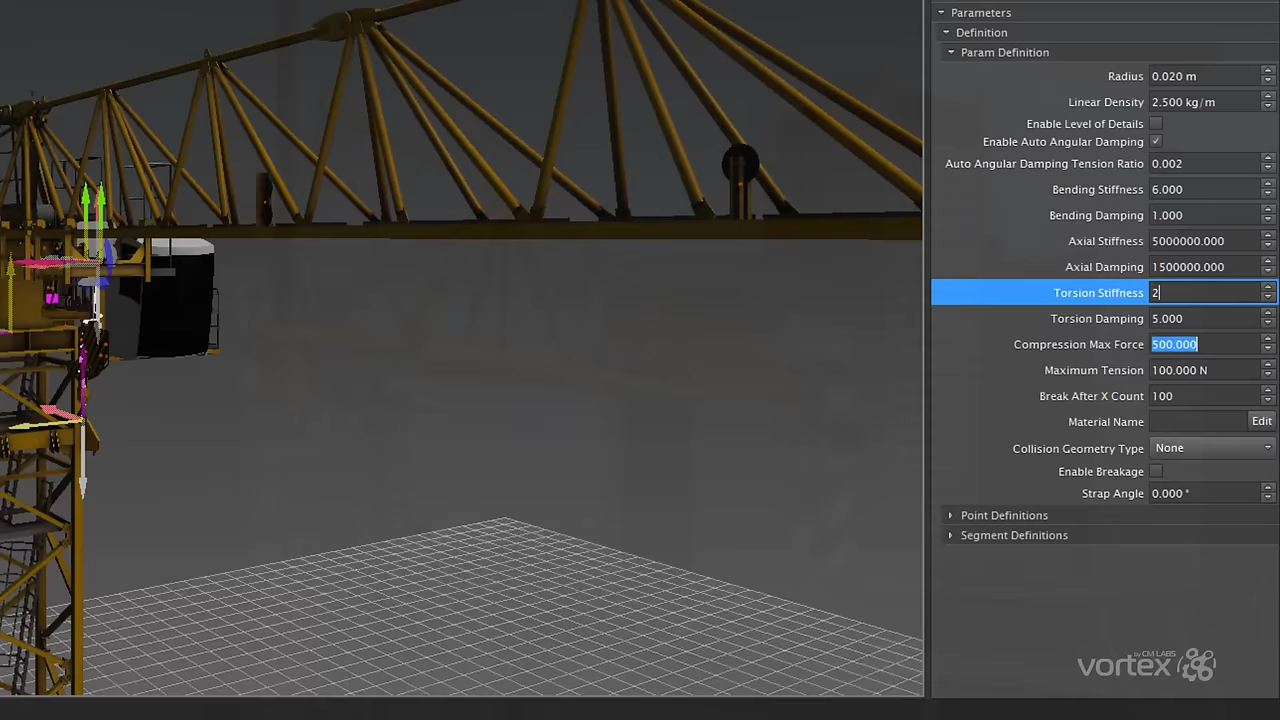 Parameters
Definition
Param Definition
Radius 0.020 m
Linear Density 2.500 kg/m
Enable Level of Details
Enable Auto Angular Damping
Auto Angular Damping Tension Ratio 0.002
Bending Stiffness 6.000
Bending Damping 1.000
Axial Stiffness 5000000.000
Axial Damping 1500000.000
Torsion Stiffness 2
Torsion Damping 5.000
Compression Max Force 500.000
Maximum Tension 100.000 N
Break After X Count 100
Material Name Edit
Collision Geometry Type None
Enable Breakage
Strap Angle 0.000 °
Point Definitions
Segment Definitions
by CM LABS
vortex